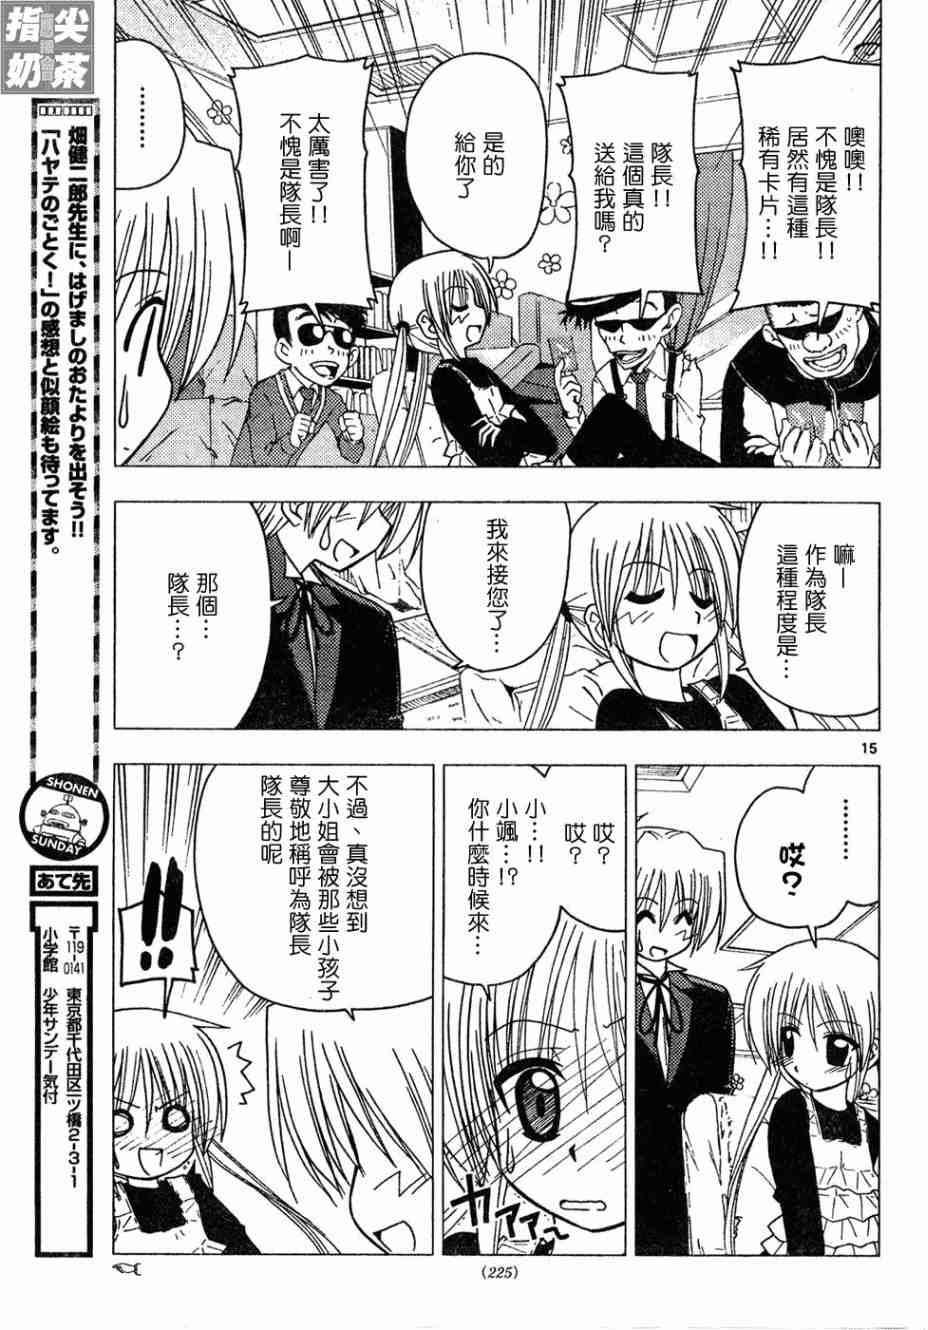 噢噢!!
不愧是隊長!!
居然有這種
稀有卡片…!!
隊長!!
這個真的
送給我嗎?
是的
給你了
太厲害了!!
不愧是隊長啊ー
………
嘛ー
作為隊長
這種程度是…
我來接您了…
那個…
隊長…?
15
………
哎?
哎?
哎?
小…!!
小颯…!?
你什麼時候來…
カアァァ〜
不過、真沒想到
大小姐會被那些小孩子
尊敬地稱呼為隊長
隊長的呢
!!
(225)
指尖
奶茶
畑健二郎先生に、はげましのおたよりを出そう!!
「ハヤテのごとく!」の感想と似顔絵も待ってます。
SHONEN
SUNDAY
あて先
〒119-0141 東京都千代田区一ツ橋2-3-1
小学館 少年サンデー気付